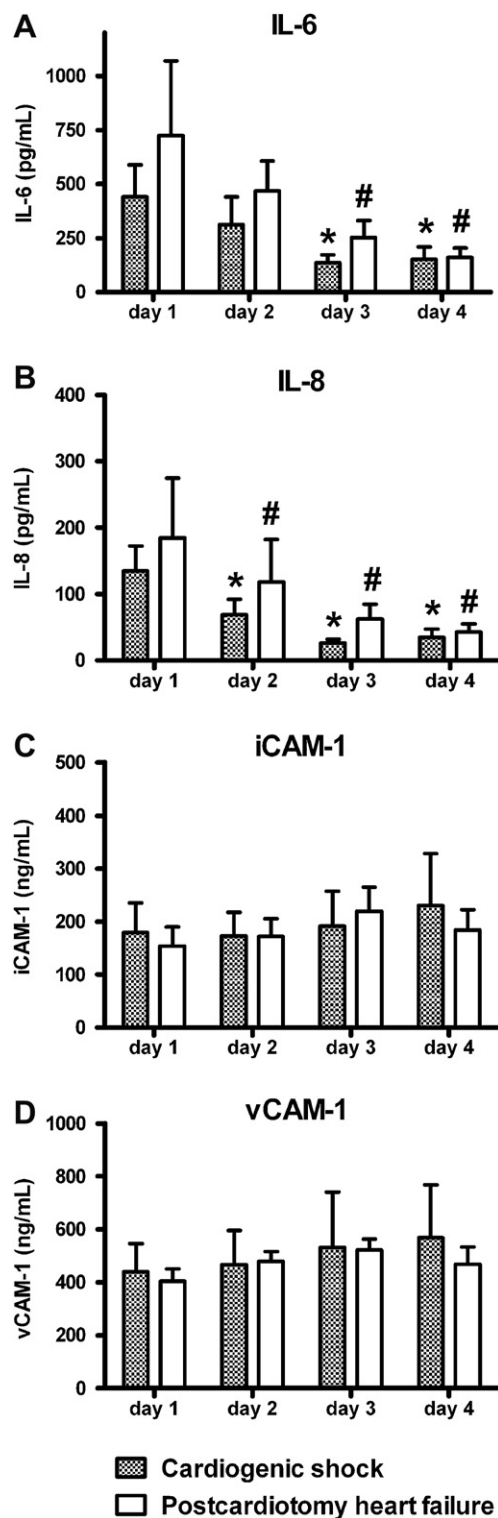 A IL-6
IL-6 (pg/mL)
1000
750
500
250
0
* # * #
day 1 day 2 day 3 day 4
B IL-8
IL-8 (pg/mL)
400
300
200
100
0
* # * # * #
day 1 day 2 day 3 day 4
C iCAM-1
iCAM-1 (ng/mL)
500
400
300
200
100
0
day 1 day 2 day 3 day 4
D vCAM-1
vCAM-1 (ng/mL)
1000
800
600
400
200
0
day 1 day 2 day 3 day 4
Cardiogenic shock
Postcardiotomy heart failure